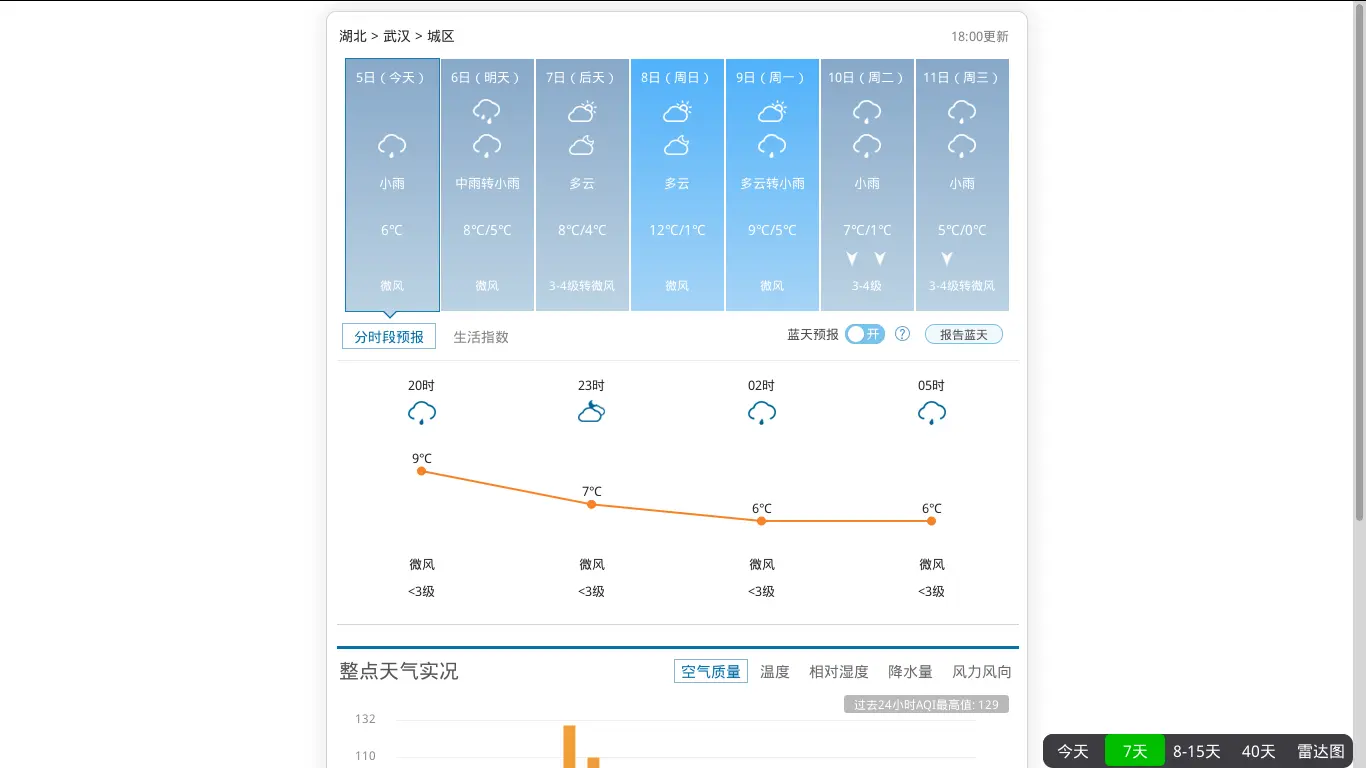 湖北 > 武汉 > 城区
18:00更新
5日（今天）
6日（明天）
7日（后天）
8日（周日）
9日（周一）
10日（周二）
11日（周三）
小雨
中雨转小雨
多云
多云
多云转小雨
小雨
小雨
6℃
8℃/5℃
8℃/4℃
12℃/1℃
9℃/5℃
7℃/1℃
5℃/0℃
微风
微风
3-4级转微风
微风
微风
3-4级
3-4级转微风
分时段预报
生活指数
蓝天预报
开
?
报告蓝天
20时
23时
02时
05时
9℃
7℃
6℃
6℃
微风
微风
微风
微风
<3级
<3级
<3级
<3级
整点天气实况
空气质量
温度
相对湿度
降水量
风力风向
过去24小时AQI最高值: 129
132
110
今天
7天
8-15天
40天
雷达图